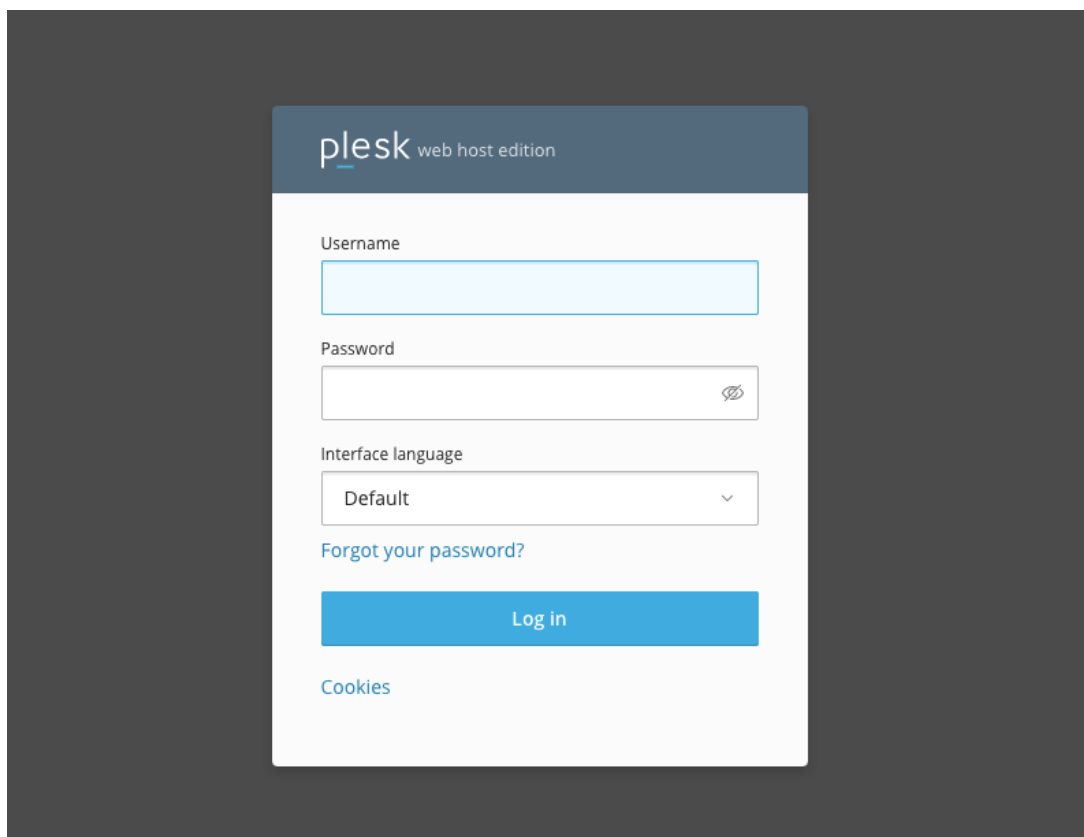 plesk web host edition
Username
Password
Interface language
Default
Forgot your password?
Log in
Cookies